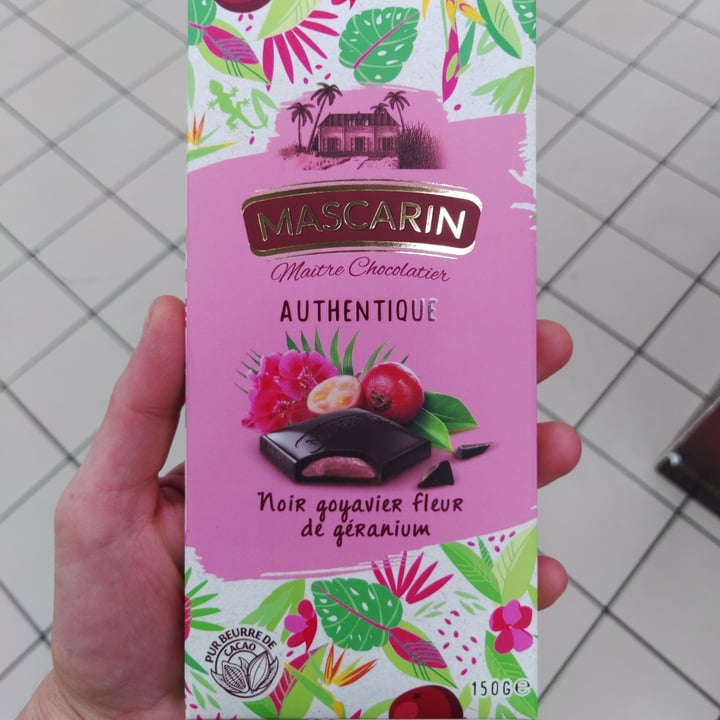 MASCARIN
Maître Chocolatier
AUTHENTIQUE
Noir goyavier fleur
de géranium
PUR BEURRE DE
CACAO
150G℮